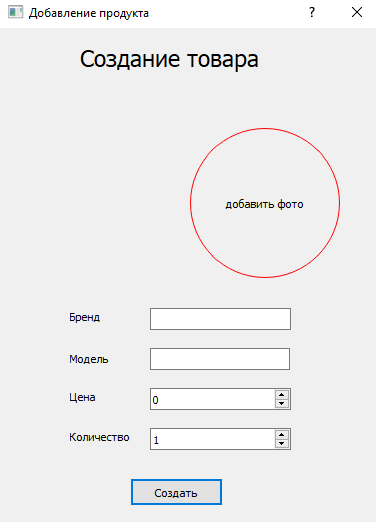 Добавление продукта
Создание товара
добавить фото
Бренд
Модель
Цена 0
Количество 1
Создать